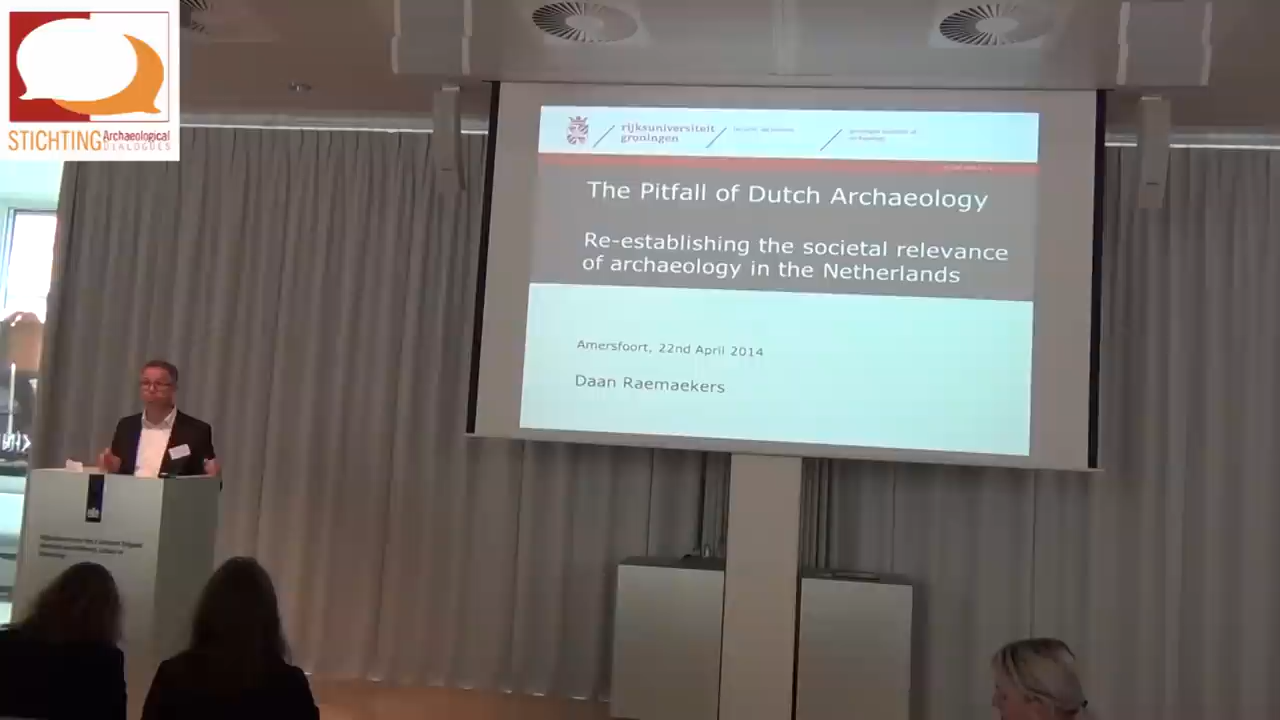 STICHTING Archaeological
DIALOGUES
rijksuniversiteit
groningen
The Pitfall of Dutch Archaeology
Re-establishing the societal relevance
of archaeology in the Netherlands
Amersfoort, 22nd April 2014
Daan Raemaekers